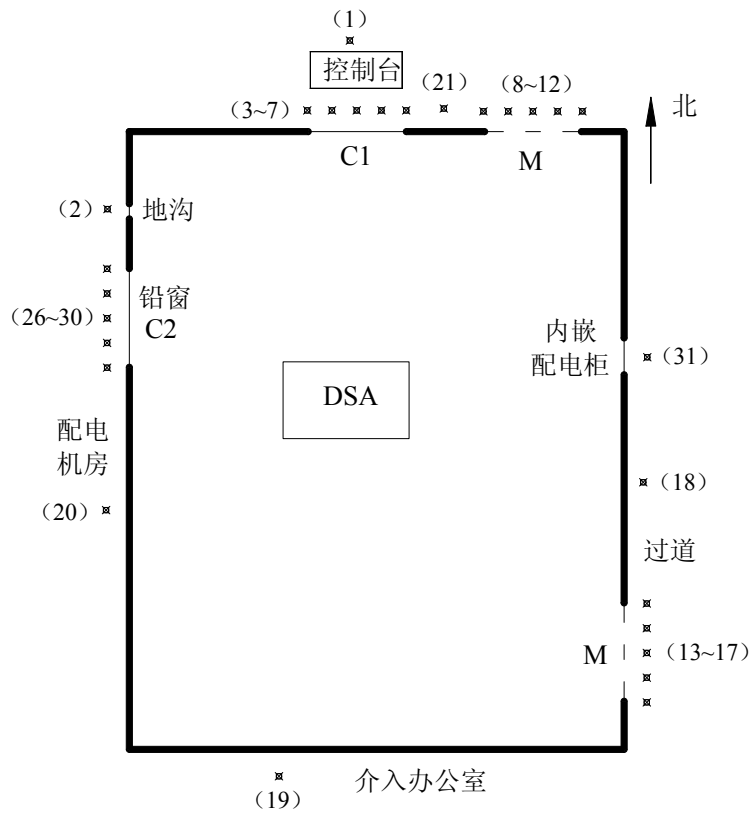 （1）
控制台
（21）
（8~12）
（3~7）
北
C1
M
（2）
地沟
铅窗
（26~30）
C2
内嵌
配电柜
（31）
DSA
配电
机房
（18）
（20）
过道
M
（13~17）
介入办公室
（19）